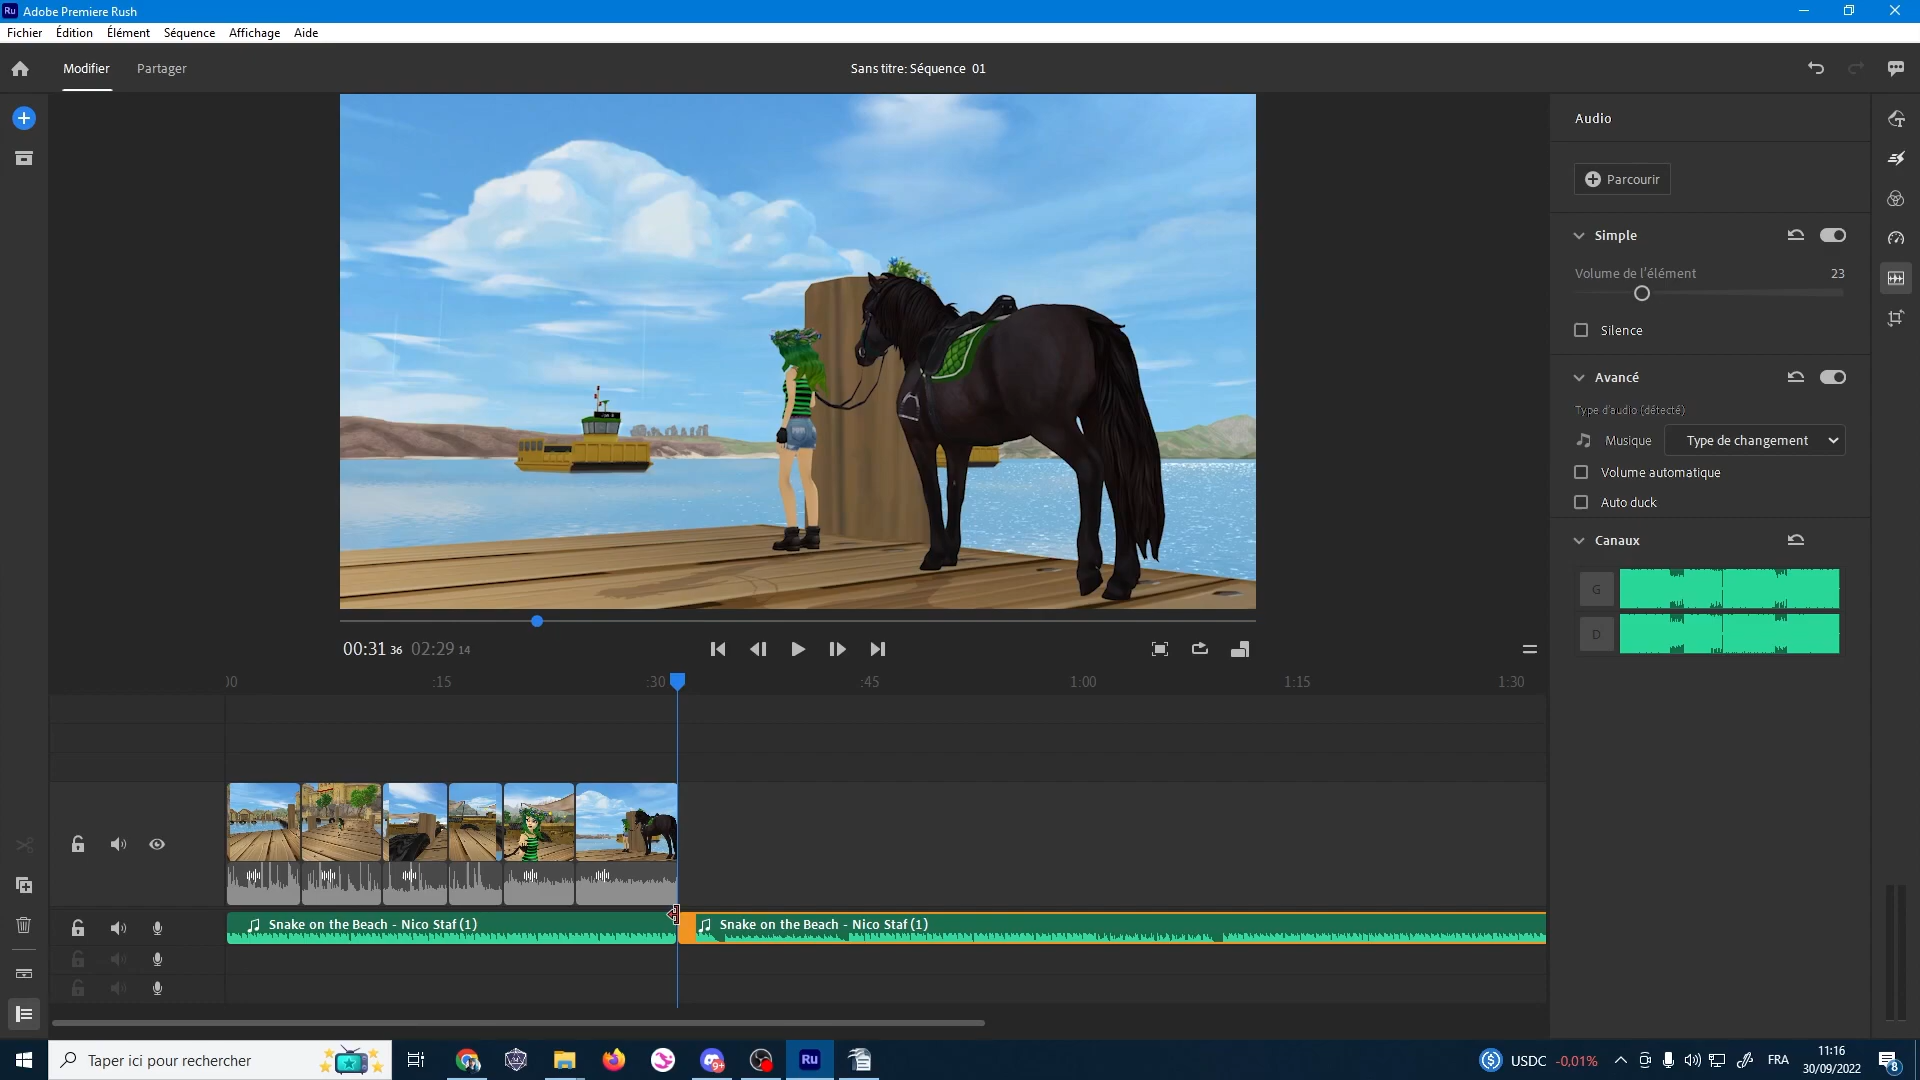 Ru Adobe Premiere Rush
Fichier Édition Élément Séquence Affichage Aide
Modifier Partager Sans titre: Séquence 01
Audio
Parcourir
Simple
Volume de l'élément 23
Silence
Avancé
Type d'audio (détecté)
Musique Type de changement
Volume automatique
Auto duck
Canaux
G
D
00:31 36 02:29 14
:15 :30 :45 1:00 1:15 1:30
Snake on the Beach - Nico Staf (1) Snake on the Beach - Nico Staf (1)
Taper ici pour rechercher 9+ Ru USDC -0,01% FRA 11:16
30/09/2022 8